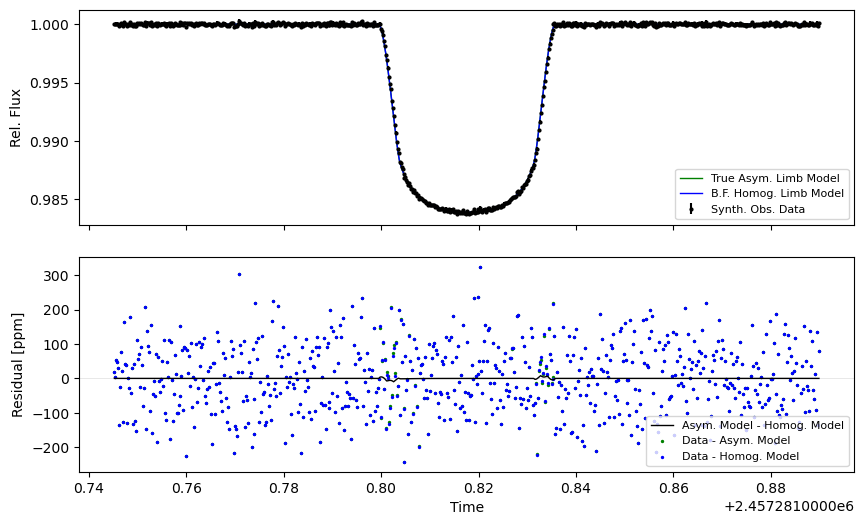 1.000
0.995
0.990
0.985
Rel. Flux
True Asym. Limb Model
B.F. Homog. Limb Model
Synth. Obs. Data
300
200
100
0
−100
−200
Residual [ppm]
Asym. Model - Homog. Model
Data - Asym. Model
Data - Homog. Model
0.74 0.76 0.78 0.80 0.82 0.84 0.86 0.88
Time
+2.4572810000e6